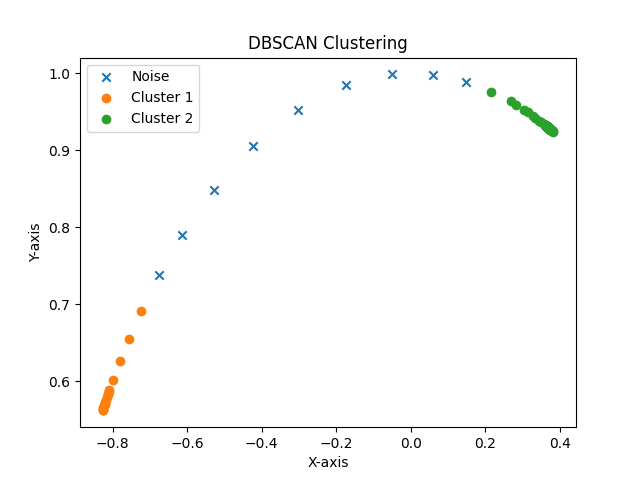 DBSCAN Clustering
Noise
Cluster 1
Cluster 2
1.0
0.9
0.8
0.7
0.6
Y-axis
−0.8 −0.6 −0.4 −0.2 0.0 0.2 0.4
X-axis